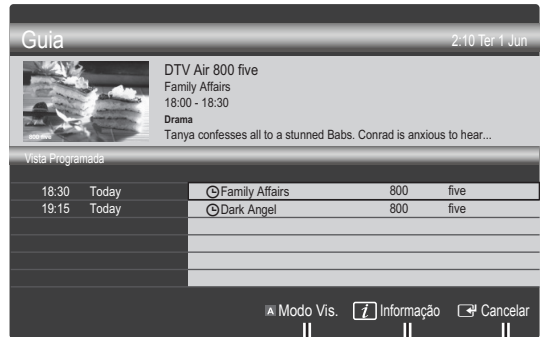 Guia 2:10 Ter 1 Jun
DTV Air 800 five
Family Affairs
18:00 - 18:30
Drama
Tanya confesses all to a stunned Babs. Conrad is anxious to hear...
800 five
Vista Programada
18:30 Today Family Affairs 800 five
19:15 Today Dark Angel 800 five
A Modo Vis. i Informação Cancelar